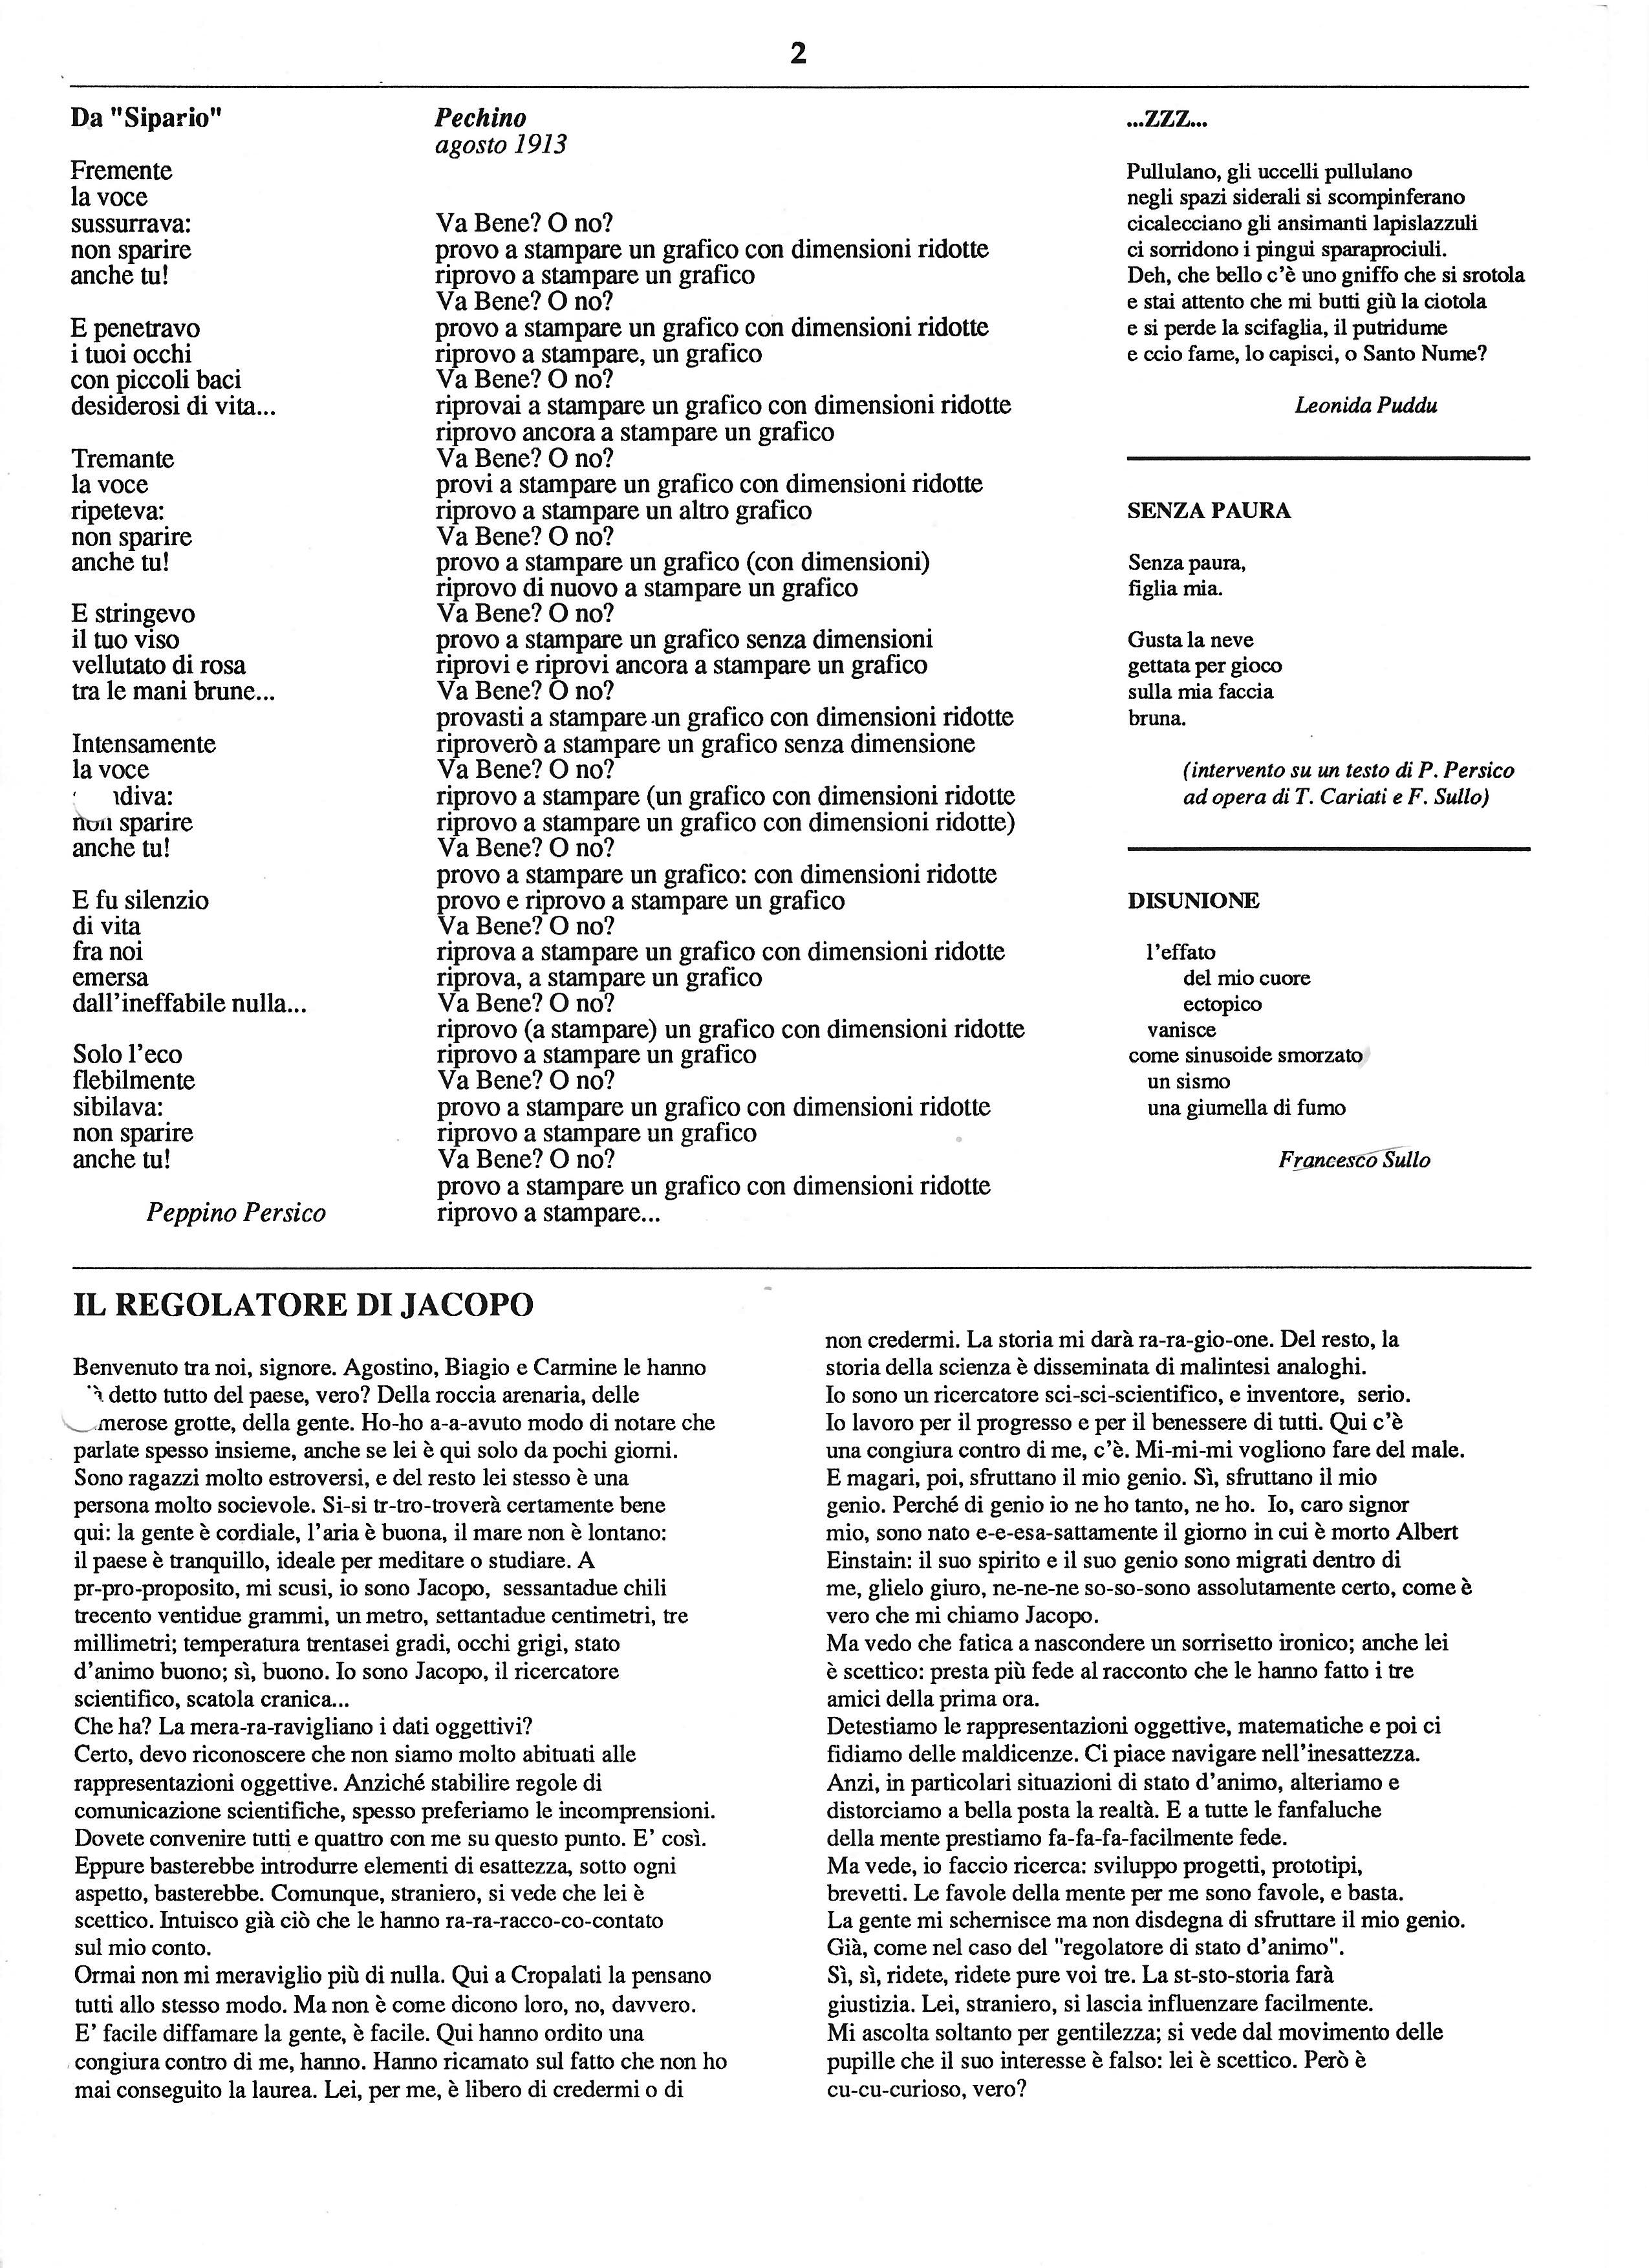 2
Da "Sipario"
Fremente
la voce
sussurrava:
non sparire
anche tu!
E penetravo
i tuoi occhi
con piccoli baci
desiderosi di vita...
Tremante
la voce
ripeteva:
non sparire
anche tu!
E stringevo
il tuo viso
vellutato di rosa
tra le mani brune...
Intensamente
la voce
non sparire
anche tu!
E fu silenzio
di vita
fra noi
emersa
dall'ineffabile nulla...
Solo l'eco
flebilmente
sibilava:
non sparire
anche tu!
Peppino Persico
Pechino
agosto 1913
Va Bene? O no?
provo a stampare un grafico con dimensioni ridotte
riprovo a stampare un grafico
Va Bene? O no?
provo a stampare un grafico con dimensioni ridotte
riprovo a stampare, un grafico
Va Bene? O no?
riprovai a stampare un grafico con dimensioni ridotte
riprovo ancora a stampare un grafico
Va Bene? O no?
provi a stampare un grafico con dimensioni ridotte
riprovo a stampare un altro grafico
Va Bene? O no?
provo a stampare un grafico (con dimensioni)
riprovo di nuovo a stampare un grafico
Va Bene? O no?
provo a stampare un grafico senza dimensioni
riprovi e riprovi ancora a stampare un grafico
Va Bene? O no?
provasti a stampare un grafico con dimensioni ridotte
riproverò a stampare un grafico senza dimensione
Va Bene? O no?
riprovo a stampare (un grafico con dimensioni ridotte
riprovo a stampare un grafico con dimensioni ridotte)
Va Bene? O no?
provo a stampare un grafico: con dimensioni ridotte
provo e riprovo a stampare un grafico
Va Bene? O no?
riprova a stampare un grafico con dimensioni ridotte
riprova, a stampare un grafico
Va Bene? O no?
riprovo (a stampare) un grafico con dimensioni ridotte
riprovo a stampare un grafico
Va Bene? O no?
provo a stampare un grafico con dimensioni ridotte
riprovo a stampare un grafico
Va Bene? O no?
provo a stampare un grafico con dimensioni ridotte
riprovo a stampare...
...ZZZ...
Pullulano, gli uccelli pullulano
negli spazi siderali si scompinferano
cicalecciano gli ansimanti lapislazzuli
ci sorridono i pingui sparaprociuli.
Deh, che bello c'è uno gniffo che si srotola
e stai attento che mi butti giù la ciotola
e si perde la scifaglia, il putridume
e ccio fame, lo capisci, o Santo Nume?
Leonida Puddu
SENZA PAURA
Senza paura,
figlia mia.
Gusta la neve
gettata per gioco
sulla mia faccia
bruna.
(intervento su un testo di P. Persico
ad opera di T. Cariati e F. Sullo)
DISUNIONE
l'effato
del mio cuore
ectopico
vanisce
come sinusoide smorzato
un sismo
una giumella di fumo
Francesco Sullo
IL REGOLATORE DI JACOPO
Benvenuto tra noi, signore. Agostino, Biagio e Carmine le hanno
detto tutto del paese, vero? Della roccia arenaria, delle
grotte, della gente. Ho-ho a-a-avuto modo di notare che
parlate spesso insieme, anche se lei è qui solo da pochi giorni.
Sono ragazzi molto estroversi, e del resto lei stesso è una
persona molto socievole. Si-si tr-tro-troverà certamente bene
qui: la gente è cordiale, l'aria è buona, il mare non è lontano:
il paese è tranquillo, ideale per meditare o studiare. A
pr-pro-proposito, mi scusi, io sono Jacopo, sessantadue chili
trecento ventidue grammi, un metro, settantadue centimetri, tre
millimetri; temperatura trentasei gradi, occhi grigi, stato
d'animo buono; sì, buono. Io sono Jacopo, il ricercatore
scientifico, scatola cranica...
Che ha? La mera-ra-ravigliano i dati oggettivi?
Certo, devo riconoscere che non siamo molto abituati alle
rappresentazioni oggettive. Anziché stabilire regole di
comunicazione scientifiche, spesso preferiamo le incomprensioni.
Dovete convenire tutti e quattro con me su questo punto. E' così.
Eppure basterebbe introdurre elementi di esattezza, sotto ogni
aspetto, basterebbe. Comunque, straniero, si vede che lei è
scettico. Intuisco già ciò che le hanno ra-ra-racco-co-contato
sul mio conto.
Ormai non mi meraviglio più di nulla. Qui a Cropalati la pensano
tutti allo stesso modo. Ma non è come dicono loro, no, davvero.
E' facile diffamare la gente, è facile. Qui hanno ordito una
congiura contro di me, hanno. Hanno ricamato sul fatto che non ho
mai conseguito la laurea. Lei, per me, è libero di credermi o di
non credermi. La storia mi darà ra-ra-gio-one. Del resto, la
storia della scienza è disseminata di malintesi analoghi.
Io sono un ricercatore sci-sci-scientifico, e inventore, serio.
Io lavoro per il progresso e per il benessere di tutti. Qui c'è
una congiura contro di me, c'è. Mi-mi-mi vogliono fare del male.
E magari, poi, sfruttano il mio genio. Sì, sfruttano il mio
genio. Perché di genio io ne ho tanto, ne ho. Io, caro signor
mio, sono nato e-e-esa-sattamente il giorno in cui è morto Albert
Einstain: il suo spirito e il suo genio sono migrati dentro di
me, glielo giuro, ne-ne-ne so-so-sono assolutamente certo, come è
vero che mi chiamo Jacopo.
Ma vedo che fatica a nascondere un sorrisetto ironico; anche lei
è scettico: presta più fede al racconto che le hanno fatto i tre
amici della prima ora.
Detestiamo le rappresentazioni oggettive, matematiche e poi ci
fidiamo delle maldicenze. Ci piace navigare nell'inesattezza.
Anzi, in particolari situazioni di stato d'animo, alteriamo e
distorciamo a bella posta la realtà. E a tutte le fanfaluche
della mente prestiamo fa-fa-fa-facilmente fede.
Ma vede, io faccio ricerca: sviluppo progetti, prototipi,
brevetti. Le favole della mente per me sono favole, e basta.
La gente mi schernisce ma non disdegna di sfruttare il mio genio.
Già, come nel caso del "regolatore di stato d'animo".
Sì, sì, ridete, ridete pure voi tre. La st-sto-storia farà
giustizia. Lei, straniero, si lascia influenzare facilmente.
Mi ascolta soltanto per gentilezza; si vede dal movimento delle
pupille che il suo interesse è falso: lei è scettico. Però è
cu-cu-curioso, vero?